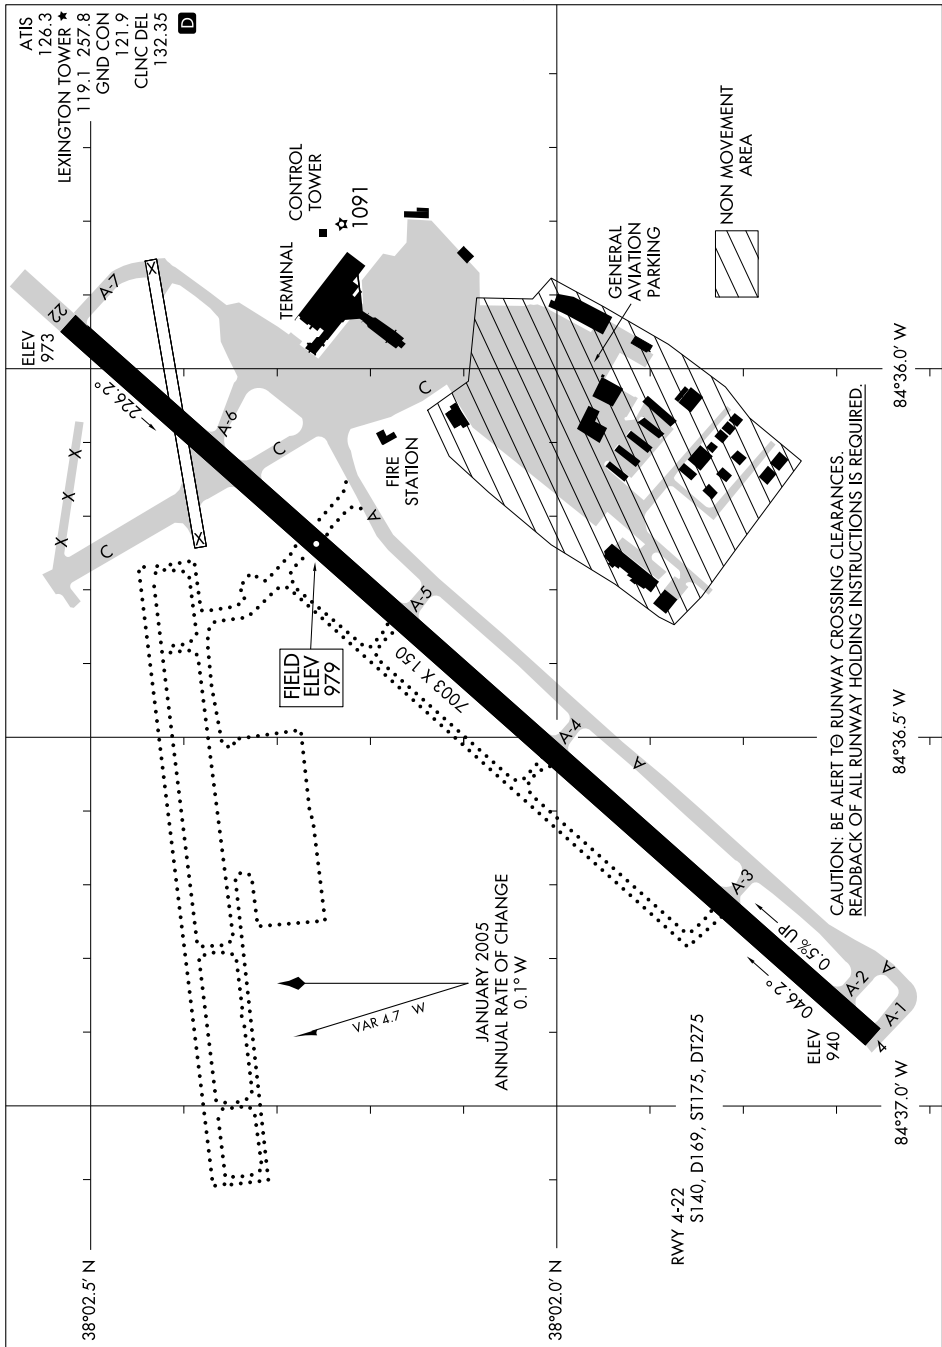 ATIS
126.3
LEXINGTON TOWER ★
119.1 257.8
GND CON
121.9
CLNC DEL
132.35
D
ELEV
973
22
A-7
X
226.2°
TERMINAL
CONTROL
TOWER
1091
X
X
X
C
X
A-6
C
C
FIRE
STATION
GENERAL
AVIATION
PARKING
NON MOVEMENT
AREA
A
A-5
FIELD
ELEV
979
7003 X 150
A-4
A
A-3
0.5% UP
046.2°
A-2
A
A-1
4
ELEV
940
VAR 4.7 W
JANUARY 2005
ANNUAL RATE OF CHANGE
0.1° W
RWY 4-22
S140, D169, ST175, DT275
CAUTION: BE ALERT TO RUNWAY CROSSING CLEARANCES.
READBACK OF ALL RUNWAY HOLDING INSTRUCTIONS IS REQUIRED.
38°02.5' N
38°02.0' N
84°37.0' W
84°36.5' W
84°36.0' W